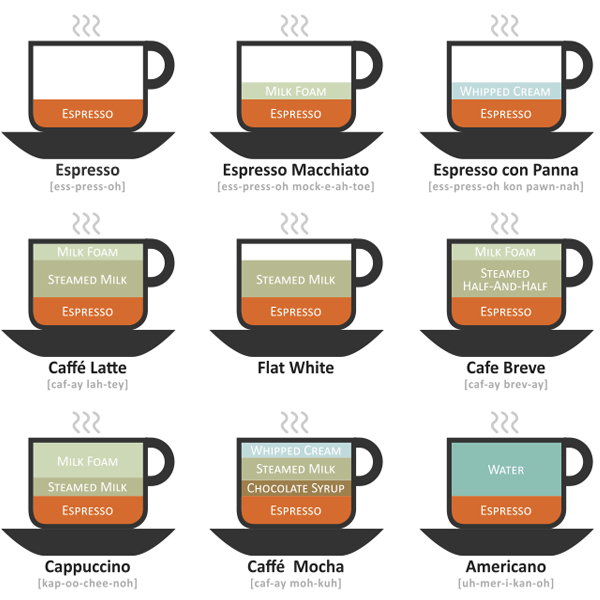 Espresso
Espresso
[ess-press-oh]
Milk Foam
Espresso
Espresso Macchiato
[ess-press-oh mock-e-ah-toe]
Whipped Cream
Espresso
Espresso con Panna
[ess-press-oh kon pawn-nah]
Milk Foam
Steamed Milk
Espresso
Caffé Latte
[caf-ay lah-tey]
Steamed Milk
Espresso
Flat White
Milk Foam
Steamed
Half-And-Half
Espresso
Cafe Breve
[caf-ay brev-ay]
Milk Foam
Steamed Milk
Espresso
Cappuccino
[kap-oo-chee-noh]
Whipped Cream
Steamed Milk
Chocolate Syrup
Espresso
Caffé Mocha
[caf-ay moh-kuh]
Water
Espresso
Americano
[uh-mer-i-kan-oh]